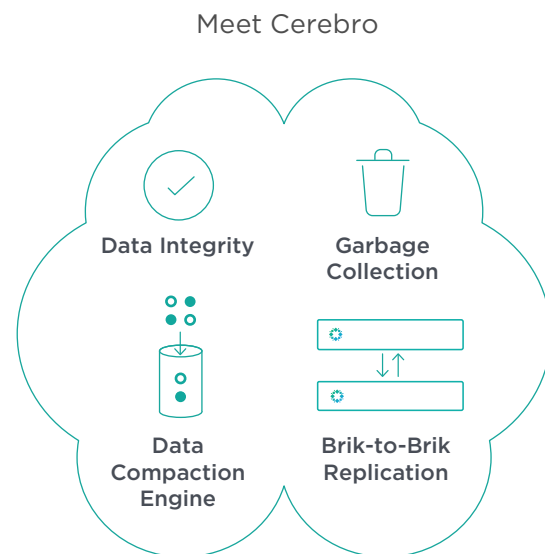 Meet Cerebro
Data Integrity
Garbage
Collection
Data
Compaction
Engine
Brik-to-Brik
Replication